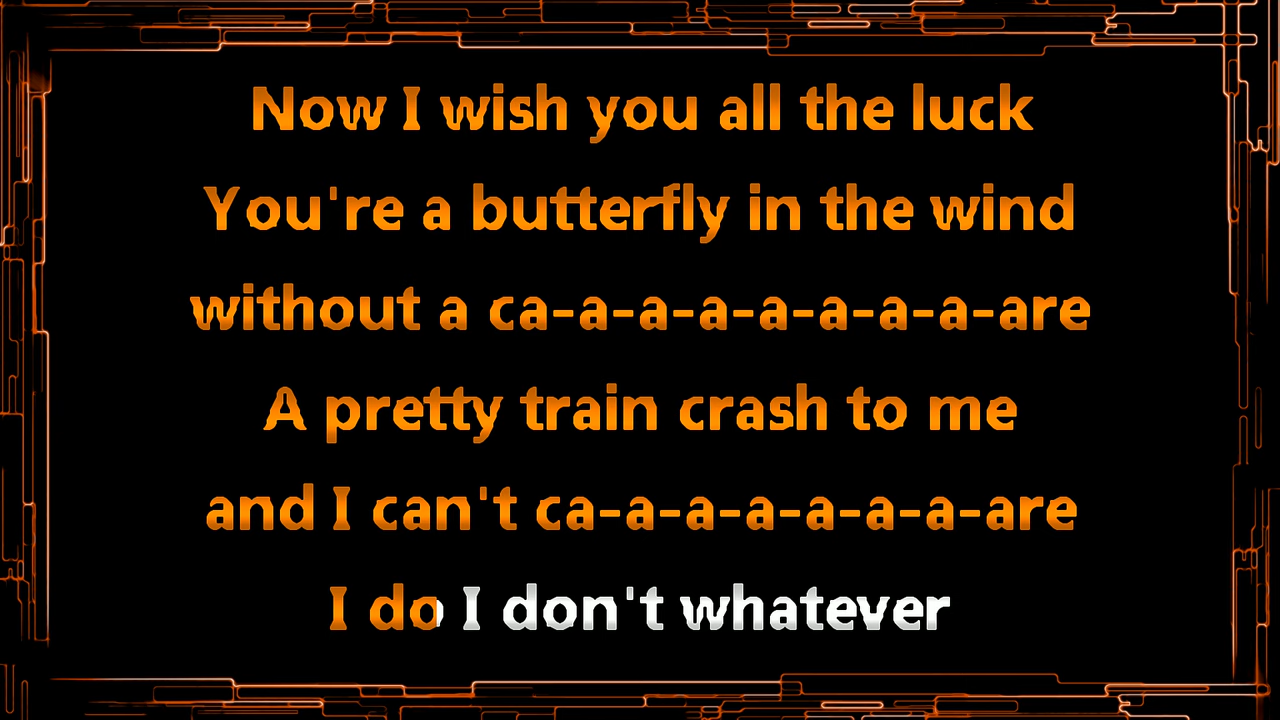 Now I wish you all the luck
You're a butterfly in the wind
without a ca-a-a-a-a-a-a-a-are
A pretty train crash to me
and I can't ca-a-a-a-a-a-a-are
I do I don't whatever